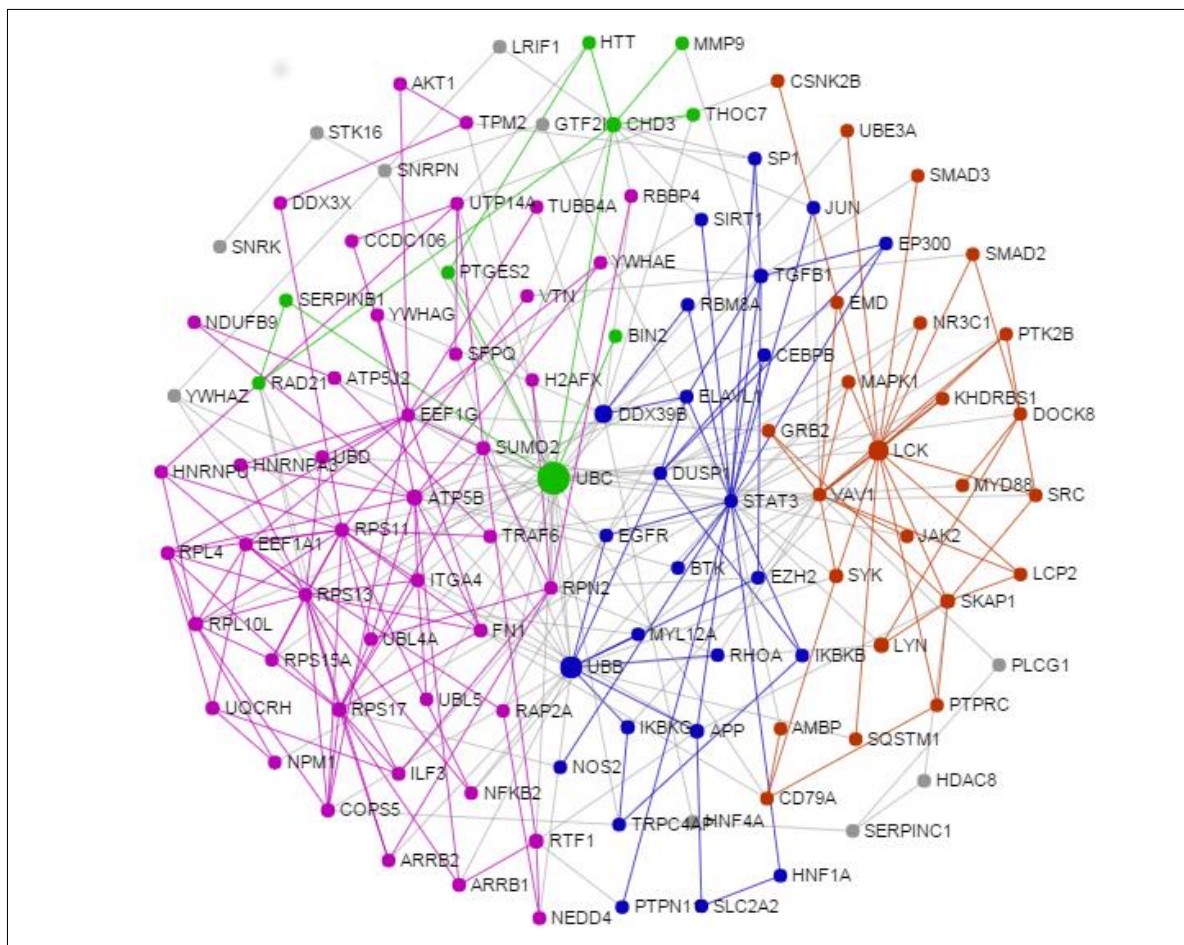 LRIF1
HTT
MMP9
AKT1
CSNK2B
TPM2
GTF2I
CHD3
THOC7
STK16
UBE3A
SP1
SNRPN
SMAD3
DDX3X
UTP14A
TUBB4A
RBBP4
JUN
SIRT1
CCDC106
SNRK
EP300
SMAD2
YWHAE
PTGES2
TGFB1
VTN
SERPINB1
RBM8A
EMD
YWHAG
NDUFB9
NR3C1
PTK2B
BIN2
SFPQ
CEBPB
ATP5J2
H2AFX
RAD21
MAPK1
YWHAZ
ELAVL1
KHDRBS1
EEF1G
DDX39B
DOCK8
GRB2
SUMO2
LCK
UBD
HNRNPA3
HNRNPU
UBC
DUSP1
MYD88
ATP5B
STAT3
VAV1
SRC
RPS11
TRAF6
EGFR
JAK2
EEF1A1
RPL4
BTK
LCP2
ITGA4
EZH2
SYK
RPN2
RPS13
SKAP1
RPL10L
FN1
MYL12A
UBL4A
LYN
RPS15A
RHOA
IKBKB
PLCG1
UBB
UBL5
UQCRH
RPS17
RAP2A
PTPRC
IKBKG
APP
AMBP
SQSTM1
NPM1
NOS2
ILF3
HDAC8
NFKB2
CD79A
COPS5
TRPC4AP
HNF4A
SERPINC1
RTF1
ARRB2
HNF1A
ARRB1
PTPN11
SLC2A2
NEDD4